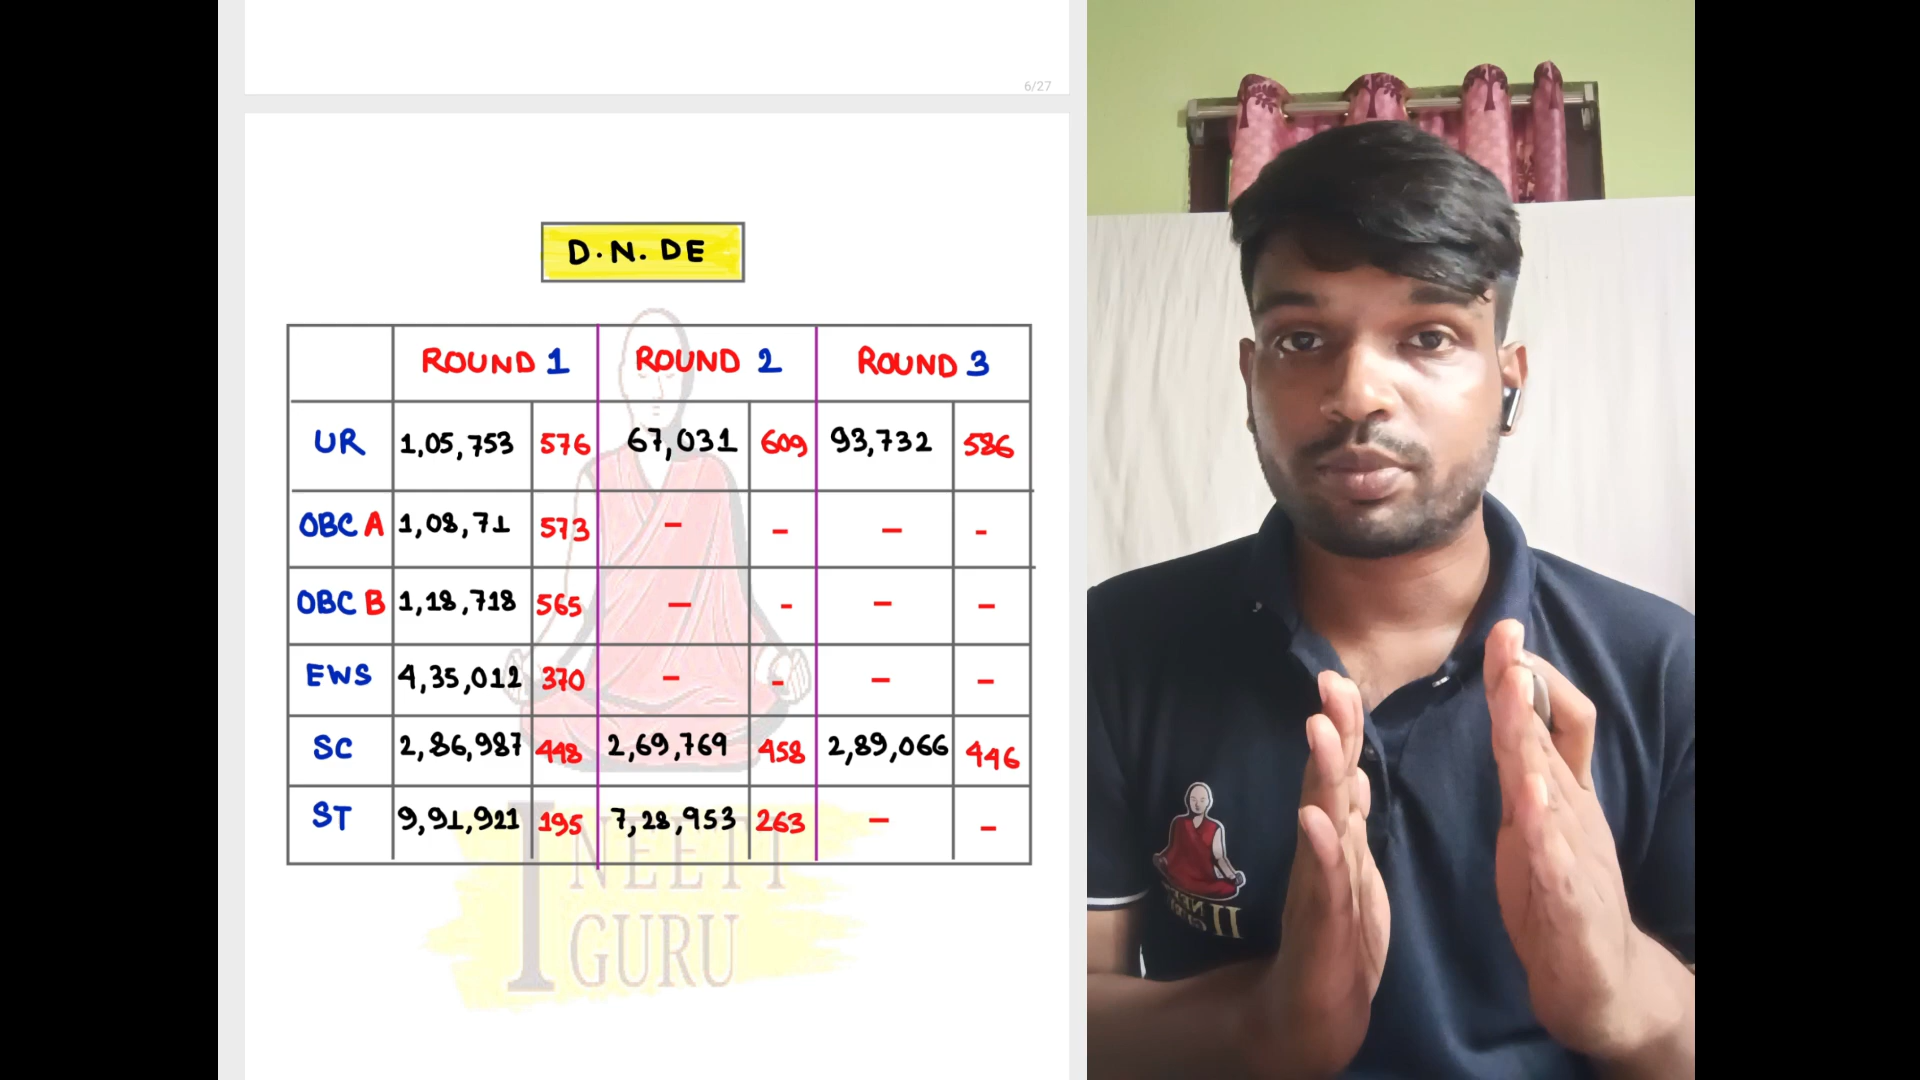 6/27
D.N. DE
ROUND 1 ROUND 2 ROUND 3
UR 1,05,753 576 67,031 609 93,732 586
OBC A 1,08,71 573 - - - -
OBC B 1,18,718 565 - - - -
EWS 4,35,012 370 - - - -
SC 2,86,987 448 2,69,769 458 2,89,066 446
ST 9,91,921 195 7,28,953 263 - -
I NEETI
GURU